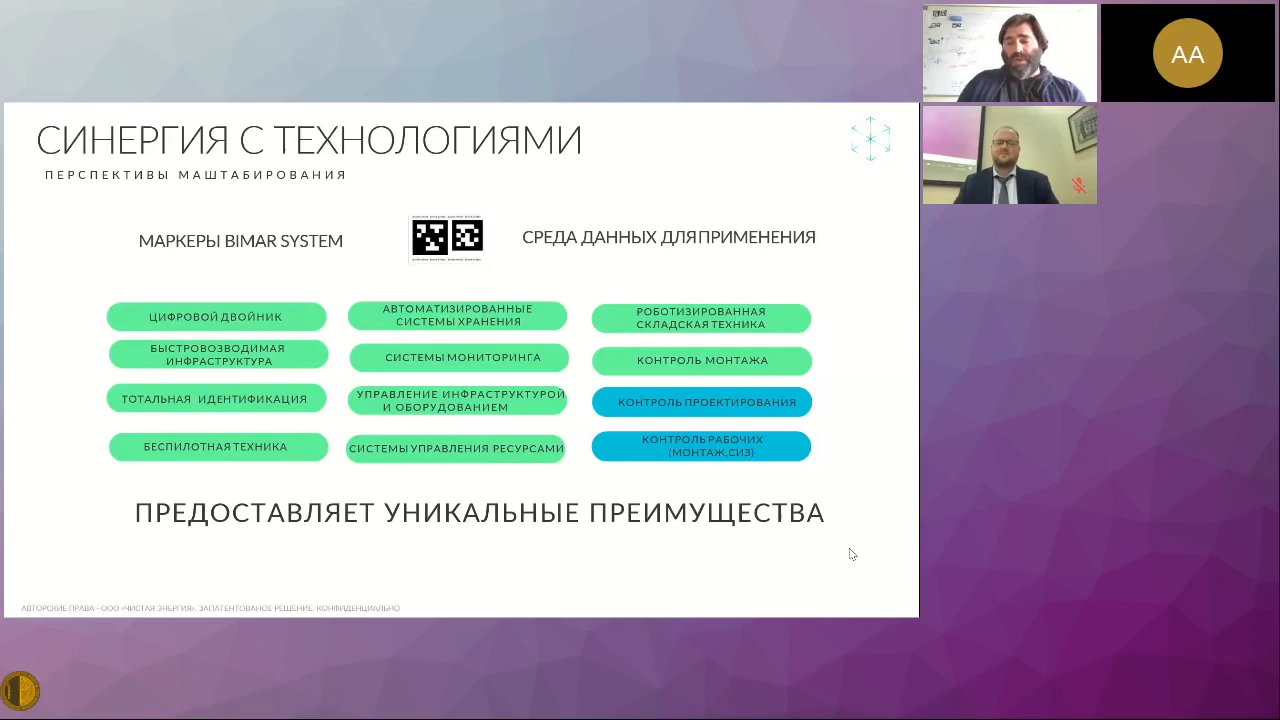 СИНЕРГИЯ С ТЕХНОЛОГИЯМИ
ПЕРСПЕКТИВЫ МАШТАБИРОВАНИЯ
МАРКЕРЫ BIMAR SYSTEM
СРЕДА ДАННЫХ ДЛЯПРИМЕНЕНИЯ
ЦИФРОВОЙ ДВОЙНИК
АВТОМАТИЗИРОВАННЫЕ
СИСТЕМЫ ХРАНЕНИЯ
РОБОТИЗИРОВАННАЯ
СКЛАДСКАЯ ТЕХНИКА
БЫСТРОВОЗВОДИМАЯ
ИНФРАСТРУКТУРА
СИСТЕМЫ МОНИТОРИНГА
КОНТРОЛЬ МОНТАЖА
ТОТАЛЬНАЯ ИДЕНТИФИКАЦИЯ
УПРАВЛЕНИЕ ИНФРАСТРУКТУРОЙ
И ОБОРУДОВАНИЕМ
КОНТРОЛЬ ПРОЕКТИРОВАНИЯ
БЕСПИЛОТНАЯ ТЕХНИКА
СИСТЕМЫ УПРАВЛЕНИЯ РЕСУРСАМИ
КОНТРОЛЬ РАБОЧИХ
(МОНТАЖ,СИЗ)
ПРЕДОСТАВЛЯЕТ УНИКАЛЬНЫЕ ПРЕИМУЩЕСТВА
АВТОРСКИЕ ПРАВА - ООО «ЧИСТАЯ ЭНЕРГИЯ». ЗАПАТЕНТОВАНОЕ РЕШЕНИЕ. КОНФИДЕНЦИАЛЬНО
АА